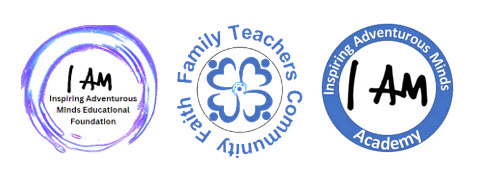 I AM
Inspiring Adventurous
Minds Educational
Foundation
Family Teachers Community Faith
Inspiring Adventurous Minds
I AM
Academy